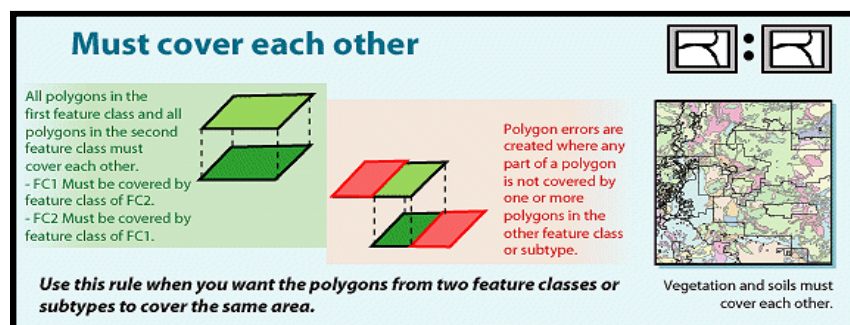 Must cover each other
All polygons in the
first feature class and all
polygons in the second
feature class must
cover each other.
- FC1 Must be covered by
feature class of FC2.
- FC2 Must be covered by
feature class of FC1.
Polygon errors are
created where any
part of a polygon
is not covered by
one or more
polygons in the
other feature class
or subtype.
Use this rule when you want the polygons from two feature classes or
subtypes to cover the same area.
Vegetation and soils must
cover each other.